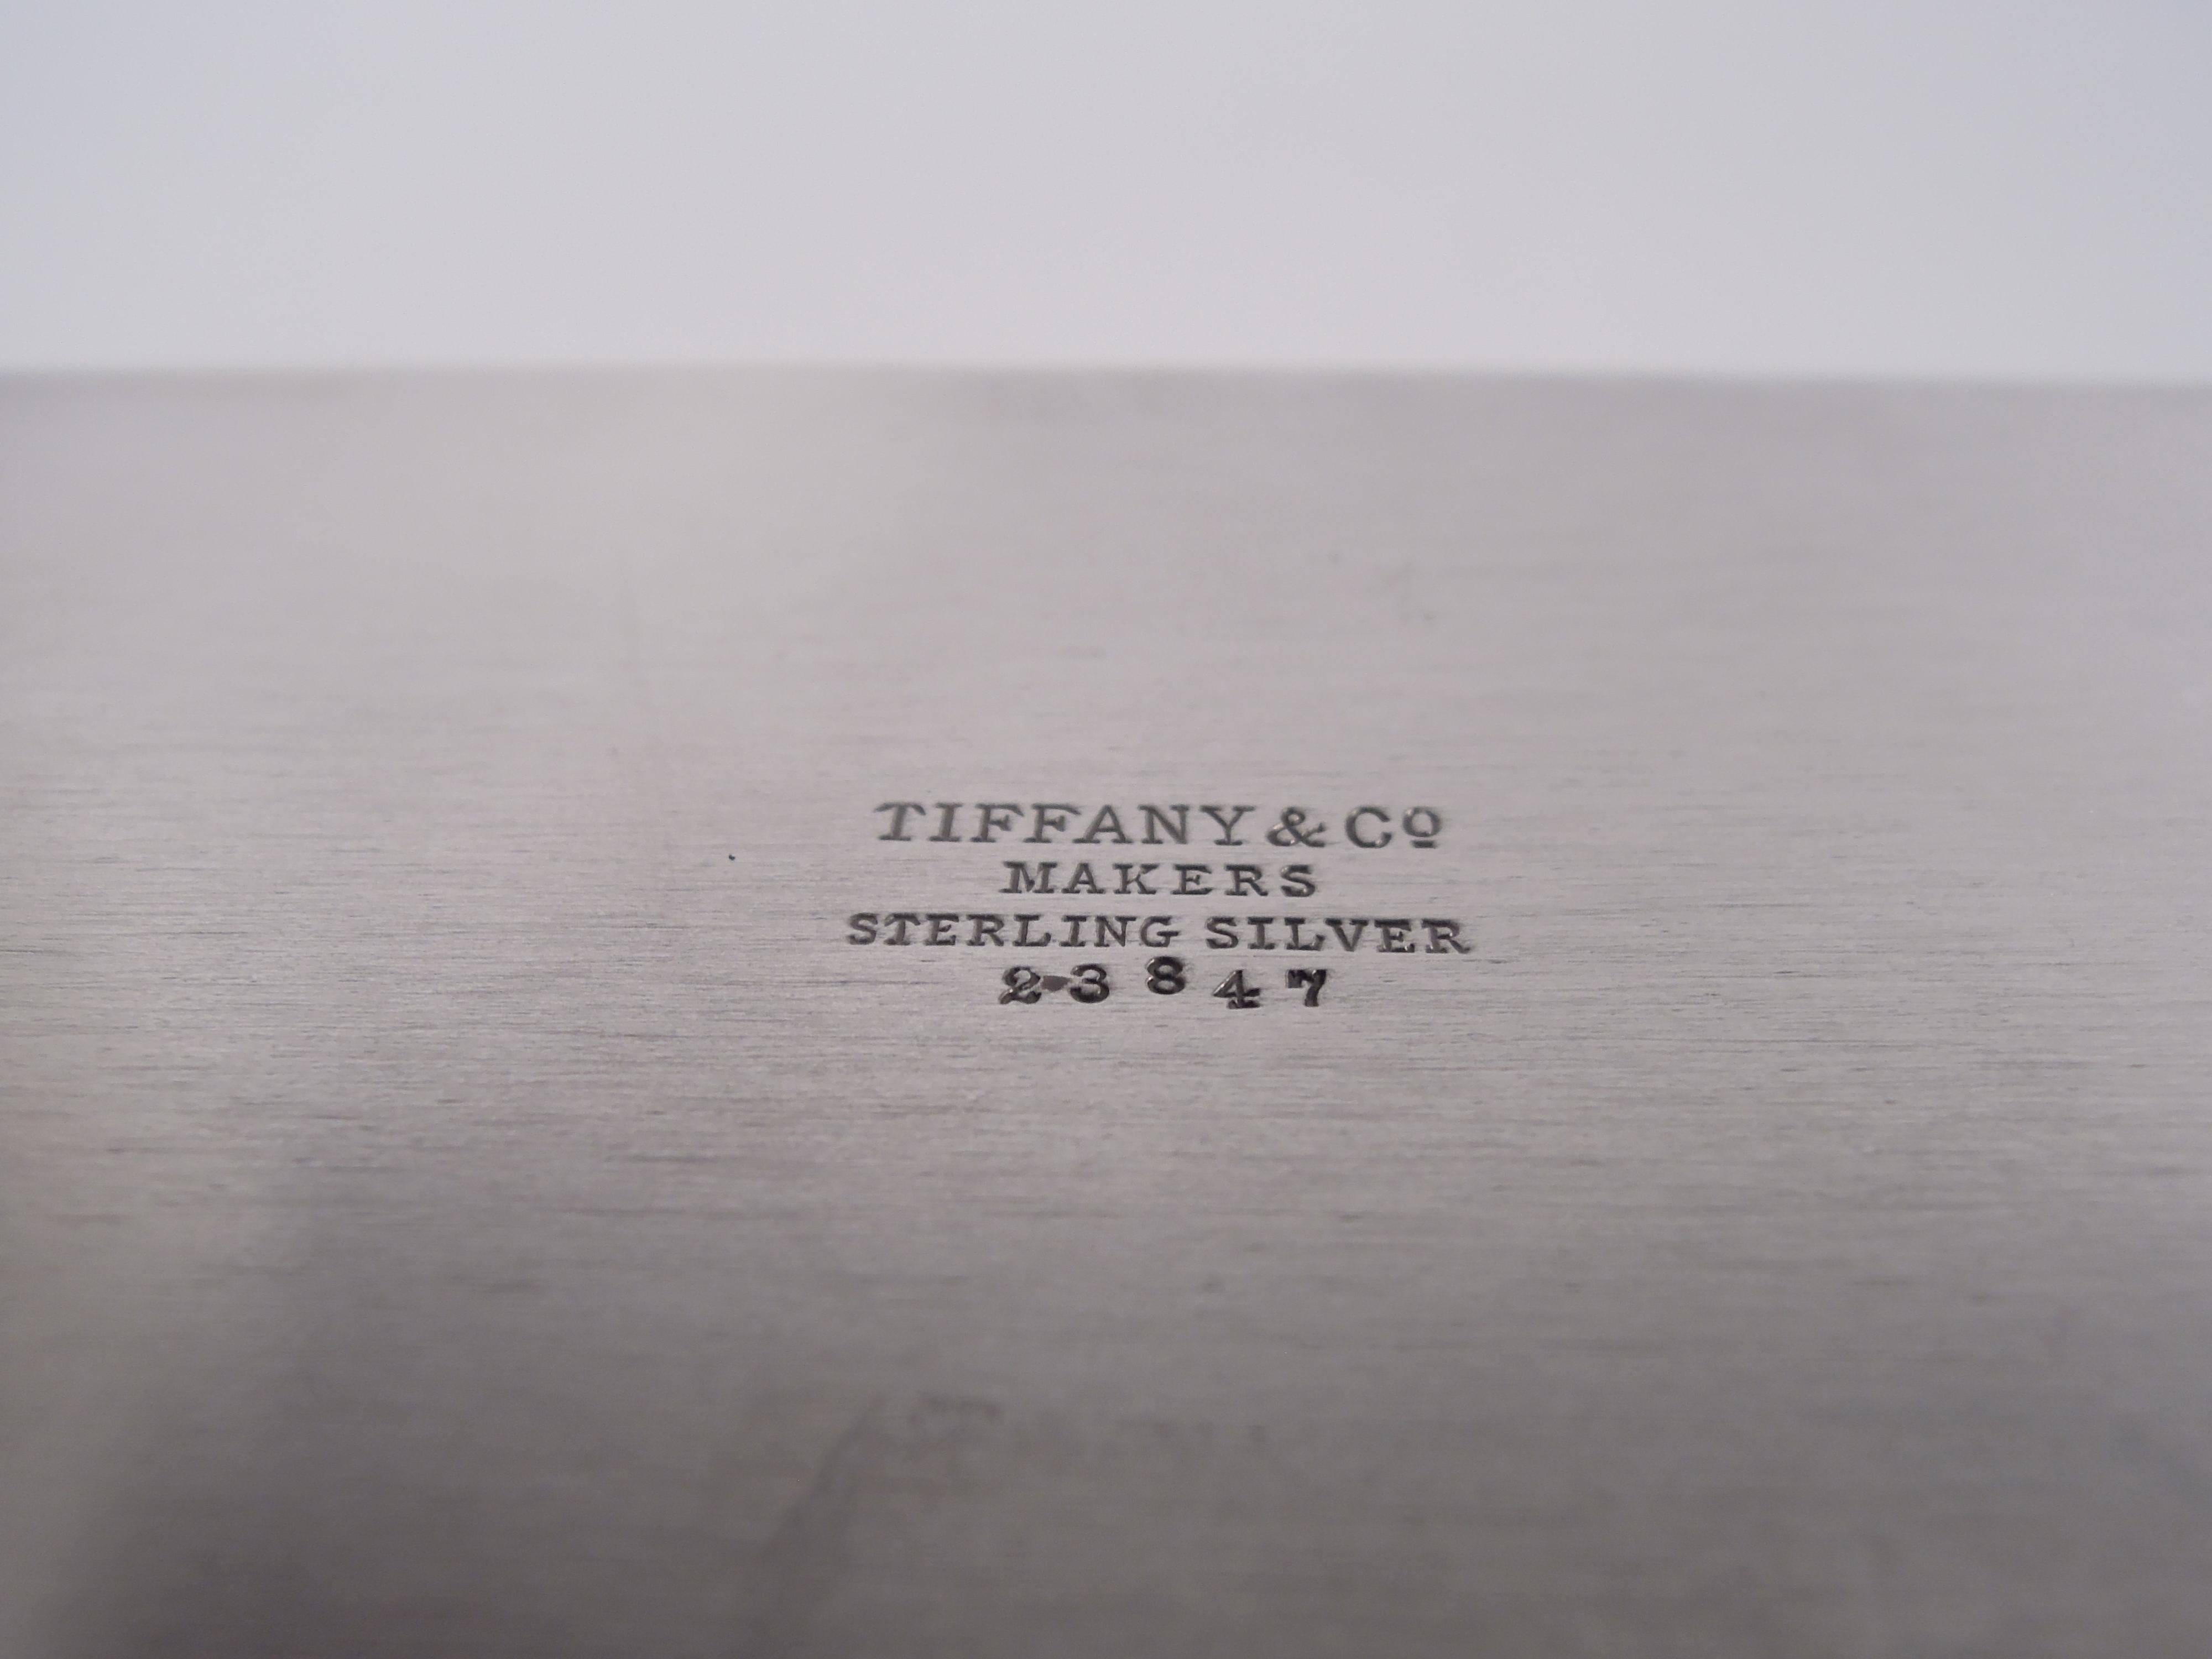 TIFFANY & Cº
MAKERS
STERLING SILVER
23847